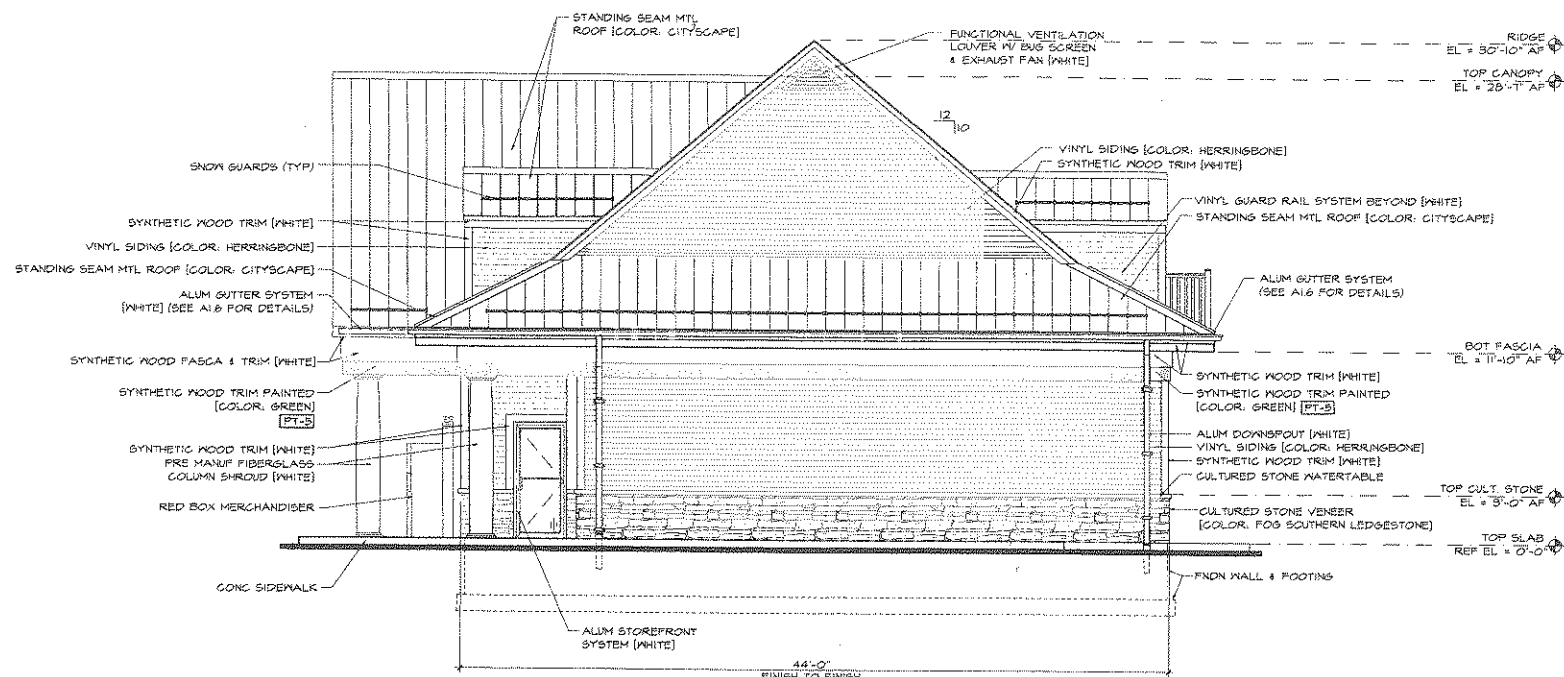 STANDING SEAM MTL
ROOF [COLOR: CITYSCAPE]
FUNCTIONAL VENTILATION
LOUVER W/ BUG SCREEN
& EXHAUST FAN [WHITE]
RIDGE
EL = 30'-10" AF
TOP CANOPY
EL = 28'-7" AF
12
10
SNOW GUARDS (TYP)
SYNTHETIC WOOD TRIM [WHITE]
VINYL SIDING [COLOR: HERRINGBONE]
STANDING SEAM MTL ROOF [COLOR: CITYSCAPE]
ALUM GUTTER SYSTEM
[WHITE] (SEE A1.6 FOR DETAILS)
SYNTHETIC WOOD FASCA & TRIM [WHITE]
SYNTHETIC WOOD TRIM PAINTED
[COLOR: GREEN]
PT-5
SYNTHETIC WOOD TRIM [WHITE]
PRE MANUF FIBERGLASS
COLUMN SHROUD [WHITE]
RED BOX MERCHANDISER
CONC SIDEWALK
VINYL SIDING [COLOR: HERRINGBONE]
SYNTHETIC WOOD TRIM [WHITE]
VINYL GUARD RAIL SYSTEM BEYOND [WHITE]
STANDING SEAM MTL ROOF [COLOR: CITYSCAPE]
ALUM GUTTER SYSTEM
(SEE A1.6 FOR DETAILS)
BOT FASCIA
EL = 11'-10" AF
SYNTHETIC WOOD TRIM [WHITE]
SYNTHETIC WOOD TRIM PAINTED
[COLOR: GREEN] PT-5
ALUM DOWNSPOUT [WHITE]
VINYL SIDING [COLOR: HERRINGBONE]
SYNTHETIC WOOD TRIM [WHITE]
CULTURED STONE WATERTABLE
TOP CULT. STONE
EL = 3'-0" AF
CULTURED STONE VENEER
[COLOR: FOG SOUTHERN LEDGESTONE]
TOP SLAB
REF EL = 0'-0"
FNDN WALL & FOOTING
ALUM STOREFRONT
SYSTEM [WHITE]
44'-0"
FINISH TO FINISH